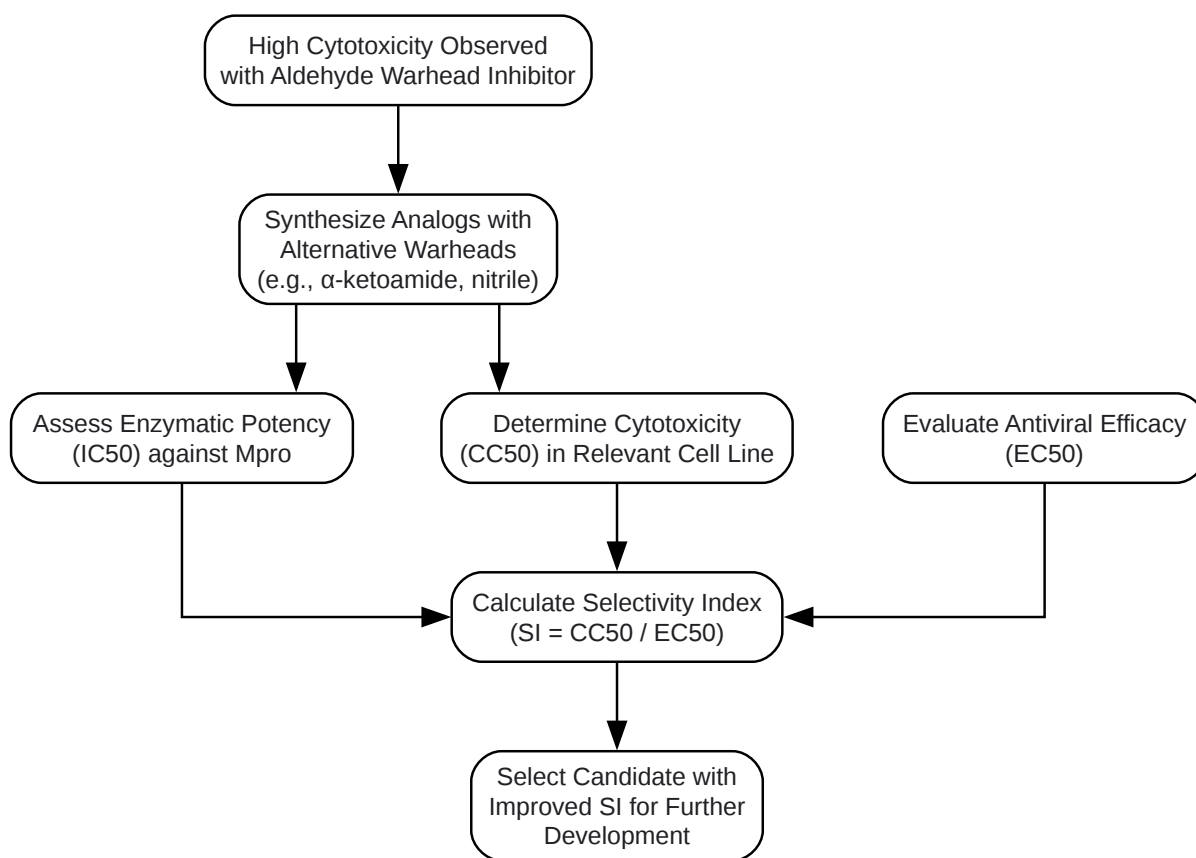 High Cytotoxicity Observed
with Aldehyde Warhead Inhibitor
Synthesize Analogs with
Alternative Warheads
(e.g., α-ketoamide, nitrile)
Assess Enzymatic Potency
(IC50) against Mpro
Determine Cytotoxicity
(CC50) in Relevant Cell Line
Evaluate Antiviral Efficacy
(EC50)
Calculate Selectivity Index
(SI = CC50 / EC50)
Select Candidate with
Improved SI for Further
Development